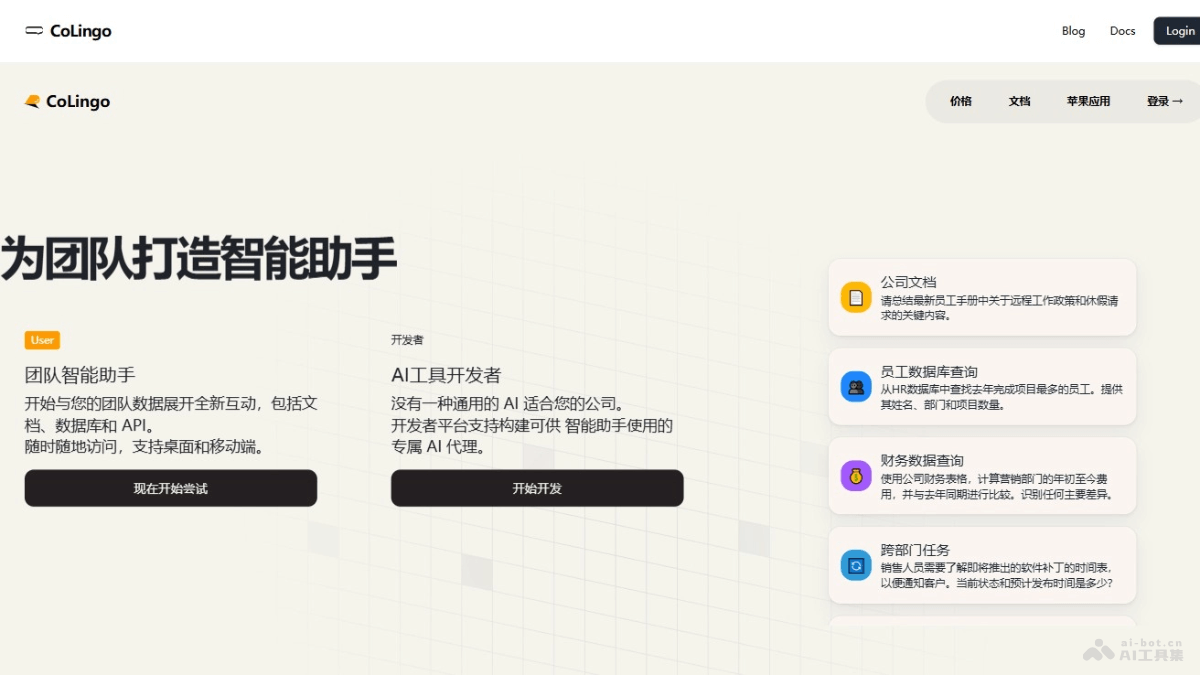 CoLingo
Blog
Docs
Login
CoLingo
价格
文档
苹果应用
登录 →
为团队打造智能助手
User
团队智能助手
开始与您的团队数据展开全新互动，包括文
档、数据库和 API。
随时随地访问，支持桌面和移动端。
现在开始尝试
开发者
AI工具开发者
没有一种通用的 AI 适合您的公司。
开发者平台支持构建可供 智能助手使用的
专属 AI 代理。
开始开发
公司文档
请总结最新员工手册中关于远程工作政策和休假请
求的关键内容。
员工数据库查询
从HR数据库中查找去年完成项目最多的员工。提供
其姓名、部门和项目数量。
财务数据查询
使用公司财务表格，计算营销部门的年初至今费
用，并与去年同期进行比较。识别任何主要差异。
跨部门任务
销售人员需要了解即将推出的软件补丁的时间表，
以便通知客户。当前状态和预计发布时间是多少？
ai-bot.cn
AI工具集